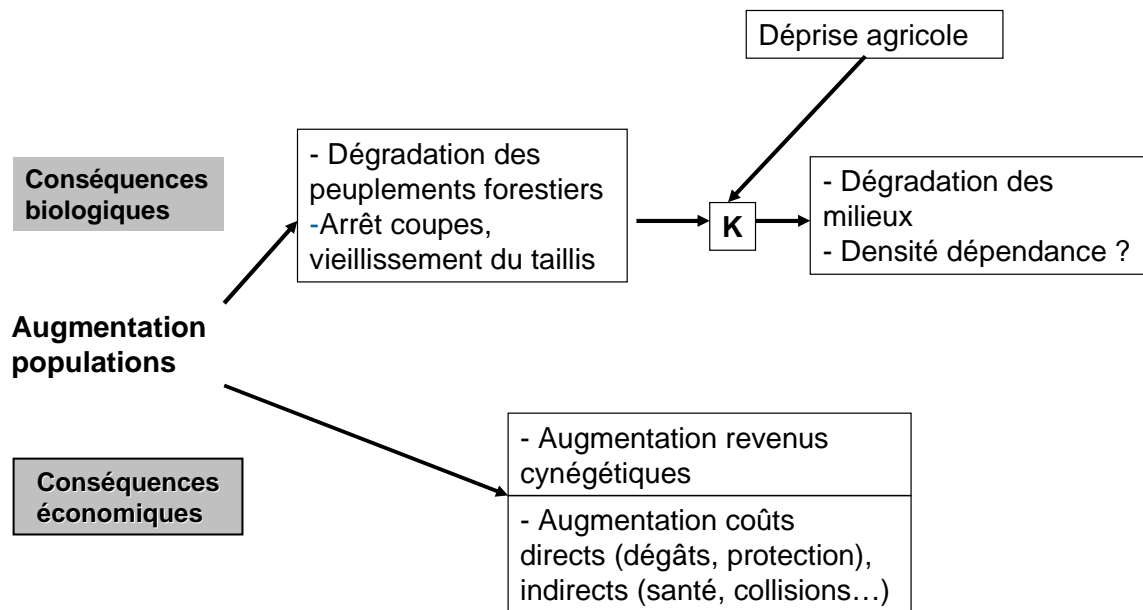 Déprise agricole
Conséquences
biologiques
- Dégradation des
peuplements forestiers
-Arrêt coupes,
vieillissement du taillis
K
- Dégradation des
milieux
- Densité dépendance ?
Augmentation
populations
Conséquences
économiques
- Augmentation revenus
cynégétiques
- Augmentation coûts
directs (dégâts, protection),
indirects (santé, collisions…)